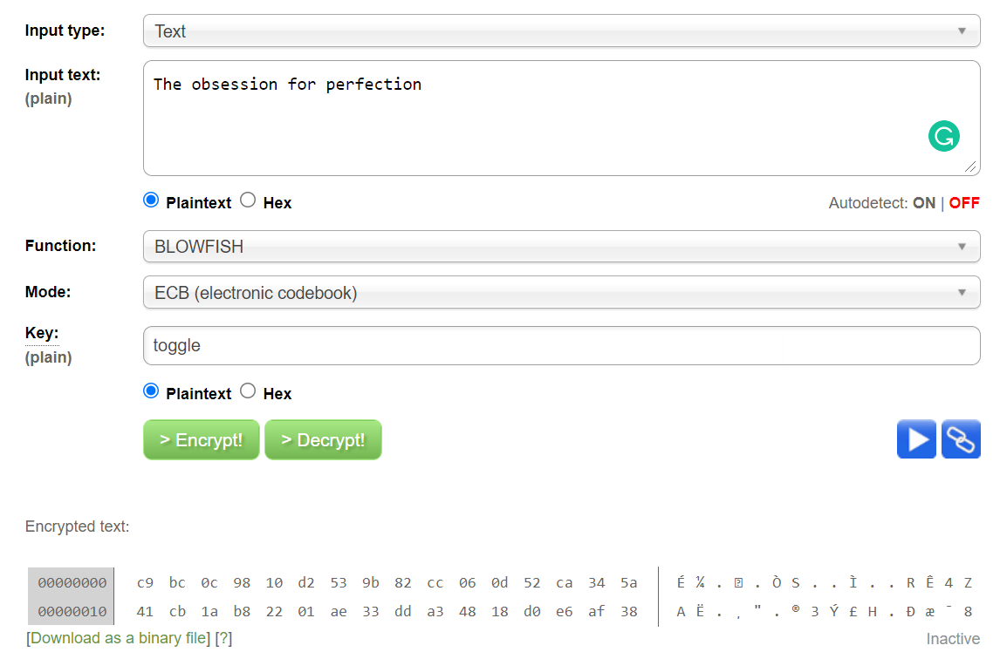 Input type: Text
Input text: The obsession for perfection
(plain)
Plaintext Hex Autodetect: ON | OFF
Function: BLOWFISH
Mode: ECB (electronic codebook)
Key: toggle
(plain)
Plaintext Hex
> Encrypt! > Decrypt!
Encrypted text:
00000000 c9 bc 0c 98 10 d2 53 9b 82 cc 06 0d 52 ca 34 5a É ¼ . . Ò S . . Ì . . R Ê 4 Z
00000010 41 cb 1a b8 22 01 ae 33 dd a3 48 18 d0 e6 af 38 A Ë . ¸ " . ® 3 Ý £ H . Ð æ ¯ 8
[Download as a binary file] [?] Inactive